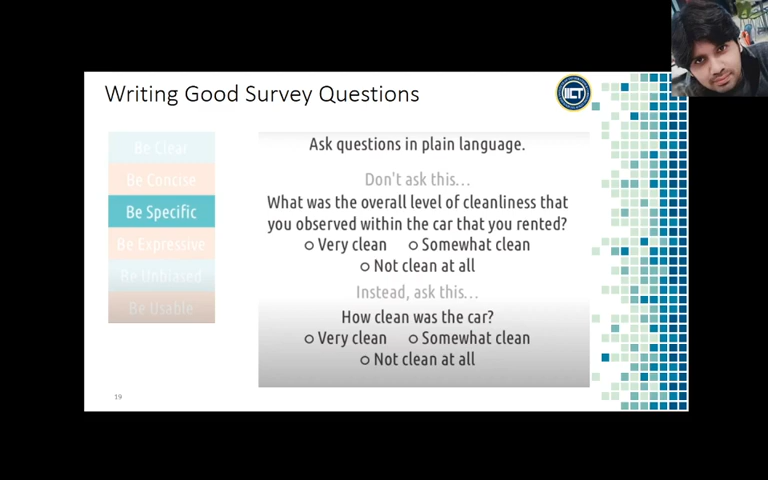 Writing Good Survey Questions
IICT
Be Clear
Be Concise
Be Specific
Be Expressive
Be Unbiased
Be Usable
Ask questions in plain language.
Don't ask this...
What was the overall level of cleanliness that
you observed within the car that you rented?
Very clean
Somewhat clean
Not clean at all
Instead, ask this...
How clean was the car?
Very clean
Somewhat clean
Not clean at all
19